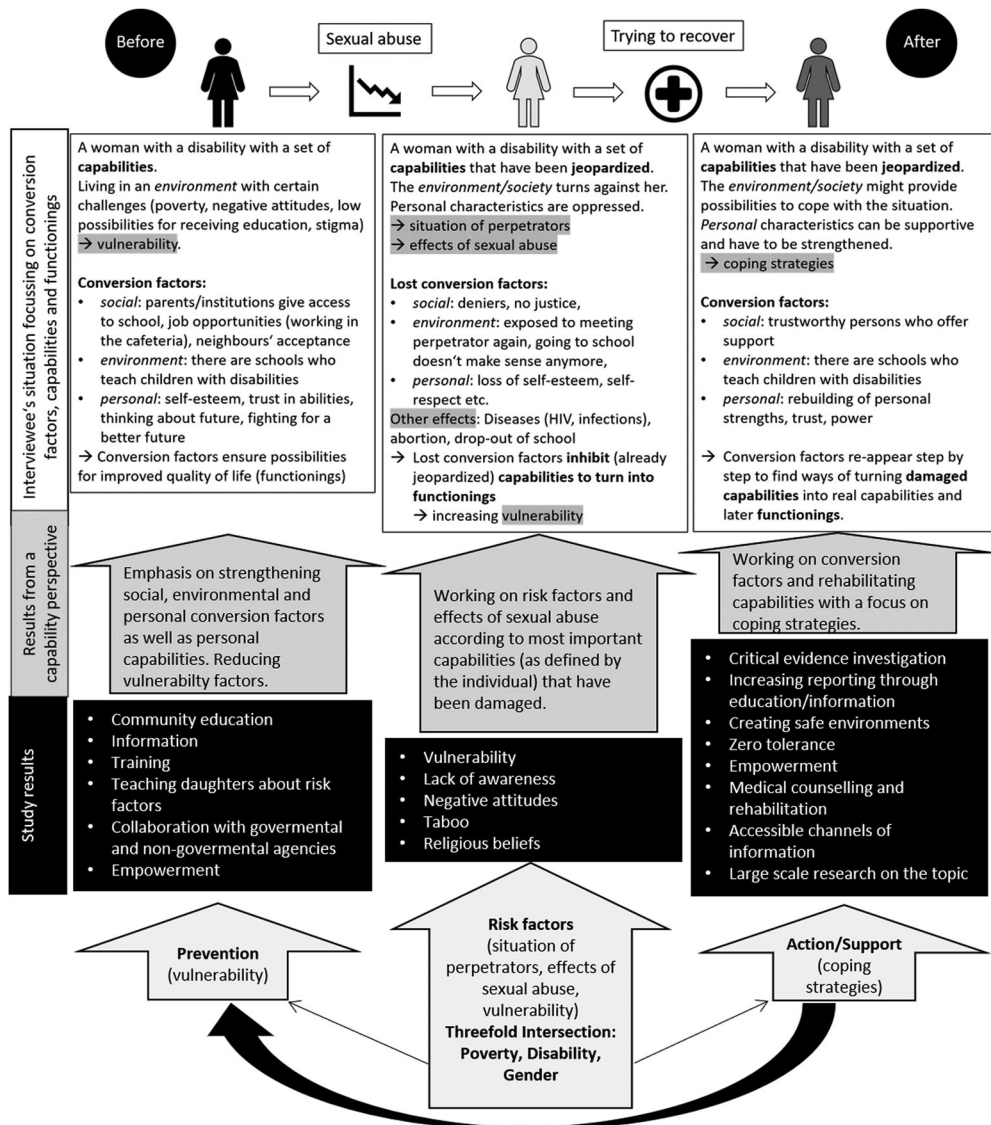 Before
Sexual abuse
Trying to recover
After
Interviewee's situation focussing on conversion
factors, capabilities and functionings
A woman with a disability with a set of
capabilities.
Living in an environment with certain
challenges (poverty, negative attitudes, low
possibilities for receiving education, stigma)
→ vulnerability.
Conversion factors:
• social: parents/institutions give access
to school, job opportunities (working in
the cafeteria), neighbours' acceptance
• environment: there are schools who
teach children with disabilities
• personal: self-esteem, trust in abilities,
thinking about future, fighting for a
better future
→ Conversion factors ensure possibilities
for improved quality of life (functionings)
A woman with a disability with a set of
capabilities that have been jeopardized.
The environment/society turns against her.
Personal characteristics are oppressed.
→ situation of perpetrators
→ effects of sexual abuse
Lost conversion factors:
• social: deniers, no justice,
• environment: exposed to meeting
perpetrator again, going to school
doesn't make sense anymore,
• personal: loss of self-esteem, self-
respect etc.
Other effects: Diseases (HIV, infections),
abortion, drop-out of school
→ Lost conversion factors inhibit (already
jeopardized) capabilities to turn into
functionings
→ increasing vulnerability
A woman with a disability with a set of
capabilities that have been jeopardized.
The environment/society might provide
possibilities to cope with the situation.
Personal characteristics can be supportive
and have to be strengthened.
→ coping strategies
Conversion factors:
• social: trustworthy persons who offer
support
• environment: there are schools who
teach children with disabilities
• personal: rebuilding of personal
strengths, trust, power
→ Conversion factors re-appear step by
step to find ways of turning damaged
capabilities into real capabilities and
later functionings.
Results from a
capability perspective
Emphasis on strengthening
social, environmental and
personal conversion factors
as well as personal
capabilities. Reducing
vulnerabilty factors.
Working on risk factors and
effects of sexual abuse
according to most important
capabilities (as defined by
the individual) that have
been damaged.
Working on conversion
factors and rehabilitating
capabilities with a focus on
coping strategies.
Study results
• Community education
• Information
• Training
• Teaching daughters about risk
factors
• Collaboration with govermental
and non-govermental agencies
• Empowerment
• Vulnerability
• Lack of awareness
• Negative attitudes
• Taboo
• Religious beliefs
• Critical evidence investigation
• Increasing reporting through
education/information
• Creating safe environments
• Zero tolerance
• Empowerment
• Medical counselling and
rehabilitation
• Accessible channels of
information
• Large scale research on the topic
Prevention
(vulnerability)
Risk factors
(situation of
perpetrators, effects of
sexual abuse,
vulnerability)
Threefold Intersection:
Poverty, Disability,
Gender
Action/Support
(coping
strategies)